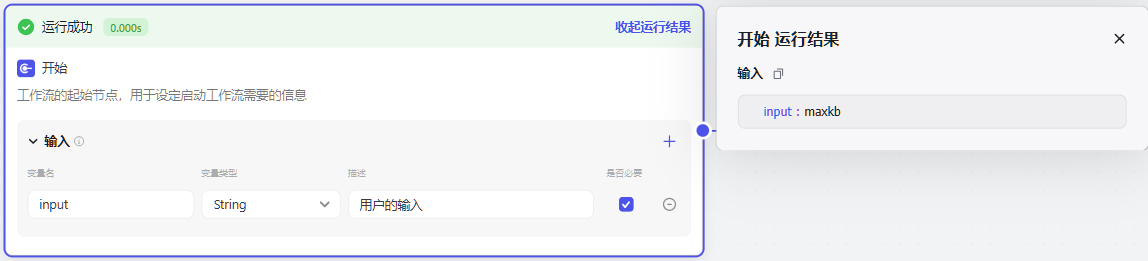 运行成功 0.000s 收起运行结果
开始
工作流的起始节点，用于设定启动工作流需要的信息
输入
变量名 变量类型 描述 是否必要
input String 用户的输入
开始 运行结果
输入
input : maxkb